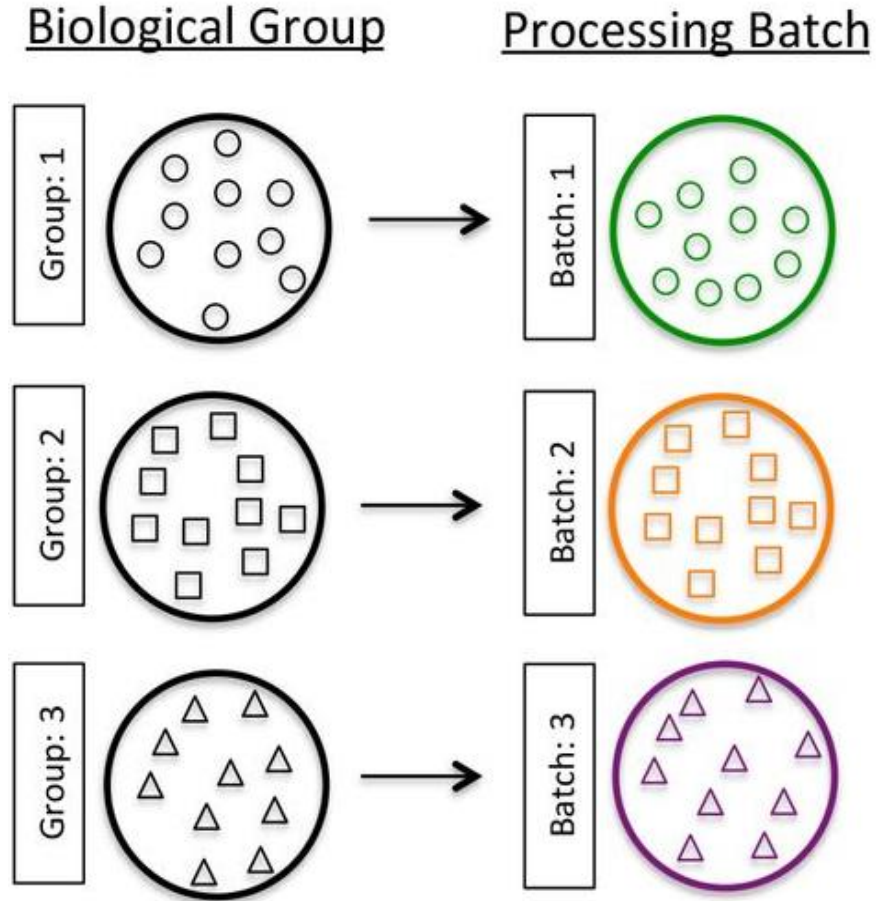 Biological Group
Processing Batch
Group: 1
Batch: 1
Group: 2
Batch: 2
Group: 3
Batch: 3